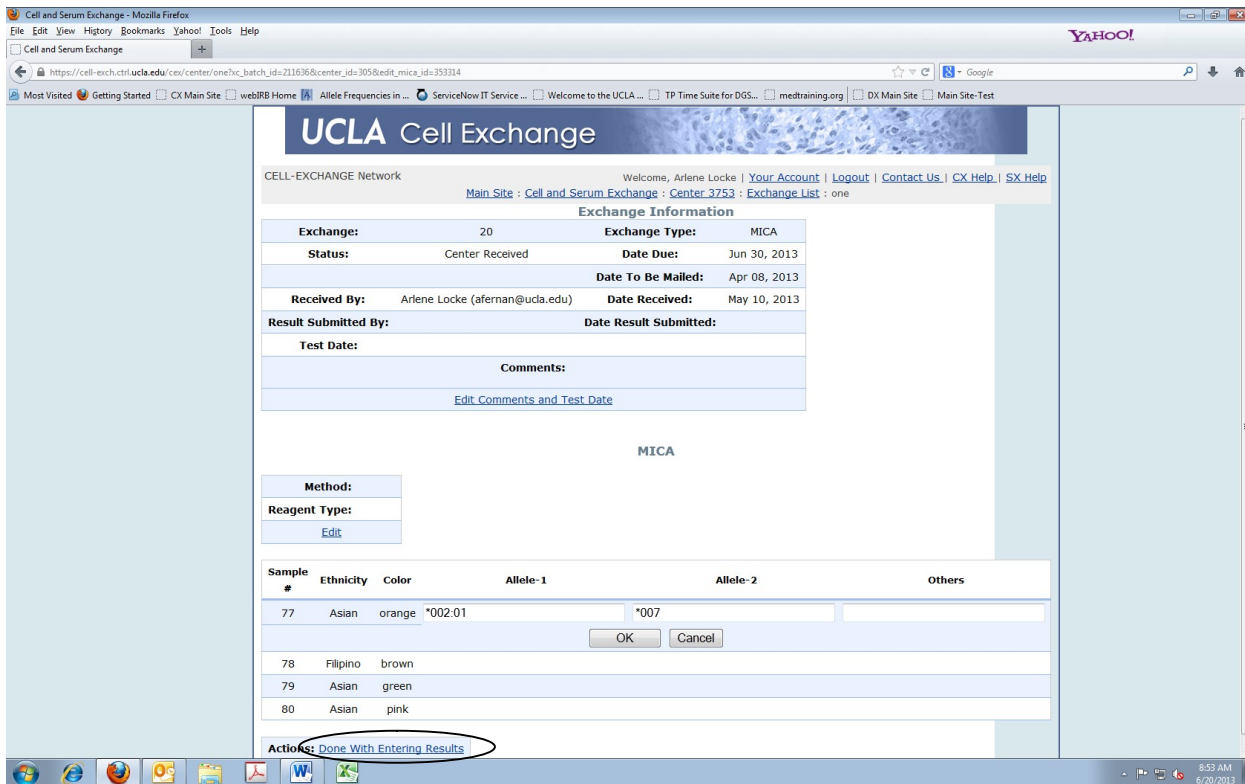 Cell and Serum Exchange - Mozilla Firefox
File Edit View History Bookmarks Yahoo! Tools Help
YAHOO!
Cell and Serum Exchange +
https://cell-exch.ctrl.ucla.edu/cex/center/one?xc_batch_id=211636&center_id=305&edit_mica_id=353314 Google
Most Visited Getting Started CX Main Site webIRB Home Allele Frequencies in ... ServiceNow IT Service ... Welcome to the UCLA ... TP Time Suite for DGS... medtraining.org DX Main Site Main Site-Test
UCLA Cell Exchange
CELL-EXCHANGE Network Welcome, Arlene Locke | Your Account | Logout | Contact Us | CX Help | SX Help
Main Site : Cell and Serum Exchange : Center 3753 : Exchange List : one
Exchange Information
Exchange: 20 Exchange Type: MICA
Status: Center Received Date Due: Jun 30, 2013
Date To Be Mailed: Apr 08, 2013
Received By: Arlene Locke (afernan@ucla.edu) Date Received: May 10, 2013
Result Submitted By: Date Result Submitted:
Test Date:
Comments:
Edit Comments and Test Date
MICA
Method:
Reagent Type:
Edit
Sample # Ethnicity Color Allele-1 Allele-2 Others
77 Asian orange *002:01 *007
OK Cancel
78 Filipino brown
79 Asian green
80 Asian pink
Actions: Done With Entering Results
8:53 AM
6/20/2013